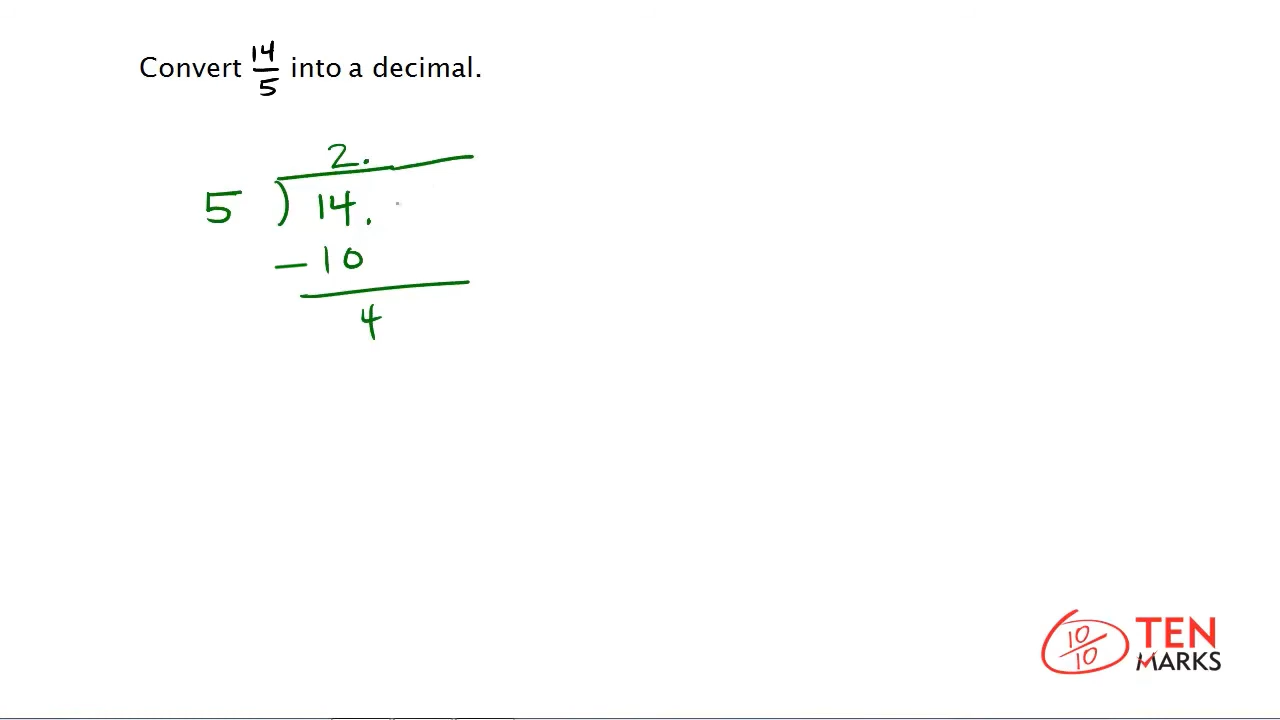 Convert 14/5 into a decimal.
2.
5 ) 14.
– 10
4
10/10 TEN
MARKS